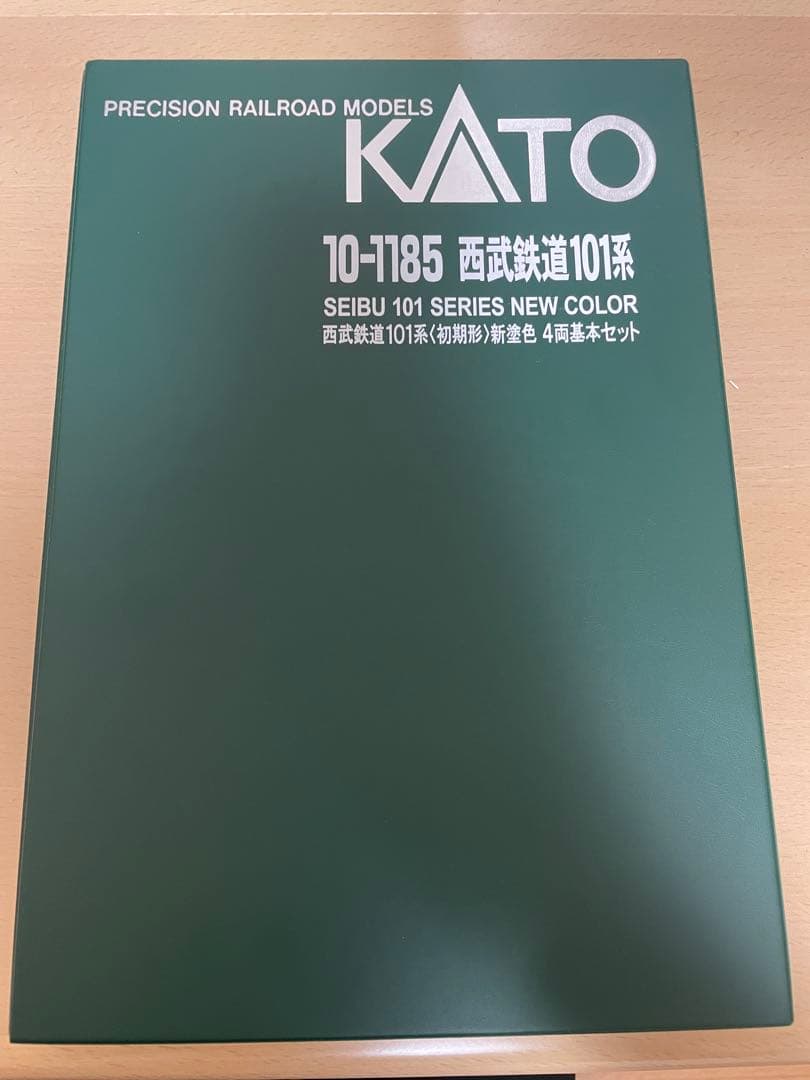 PRECISION RAILROAD MODELS
KATO
10-1185 西武鉄道101系
SEIBU 101 SERIES NEW COLOR
西武鉄道101系〈初期形〉新塗色 4両基本セット